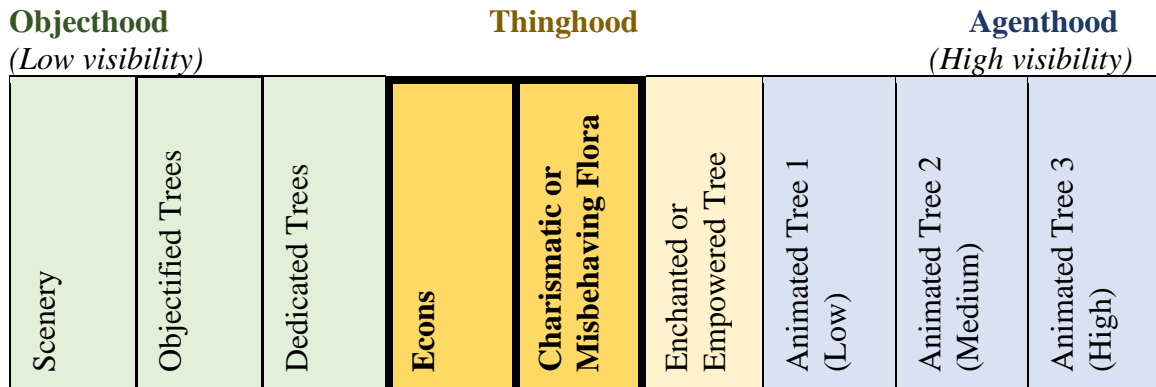 Objecthood Thinghood Agenthood
(Low visibility) (High visibility)
Scenery
Objectified Trees
Dedicated Trees
Econs
Charismatic or
Misbehaving Flora
Enchanted or
Empowered Tree
Animated Tree 1
(Low)
Animated Tree 2
(Medium)
Animated Tree 3
(High)